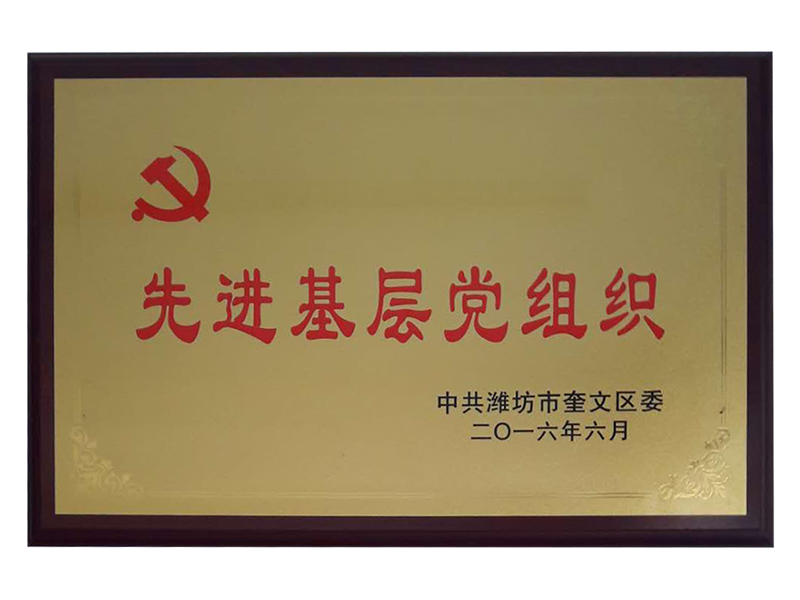 先进基层党组织
中共潍坊市奎文区委
二〇一六年六月